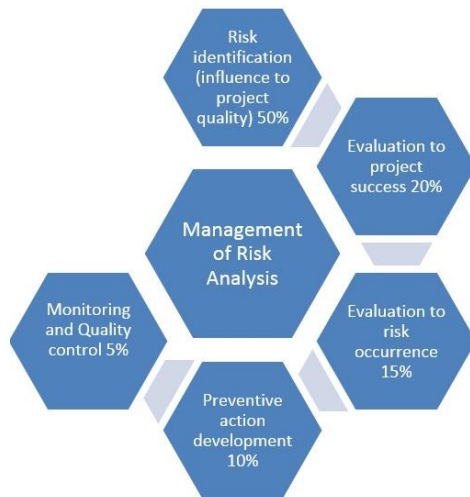 Risk
identification
(influence to
project
quality) 50%
Evaluation to
project
success 20%
Management
of Risk
Analysis
Evaluation to
risk
occurrence
15%
Preventive
action
development
10%
Monitoring
and Quality
control 5%